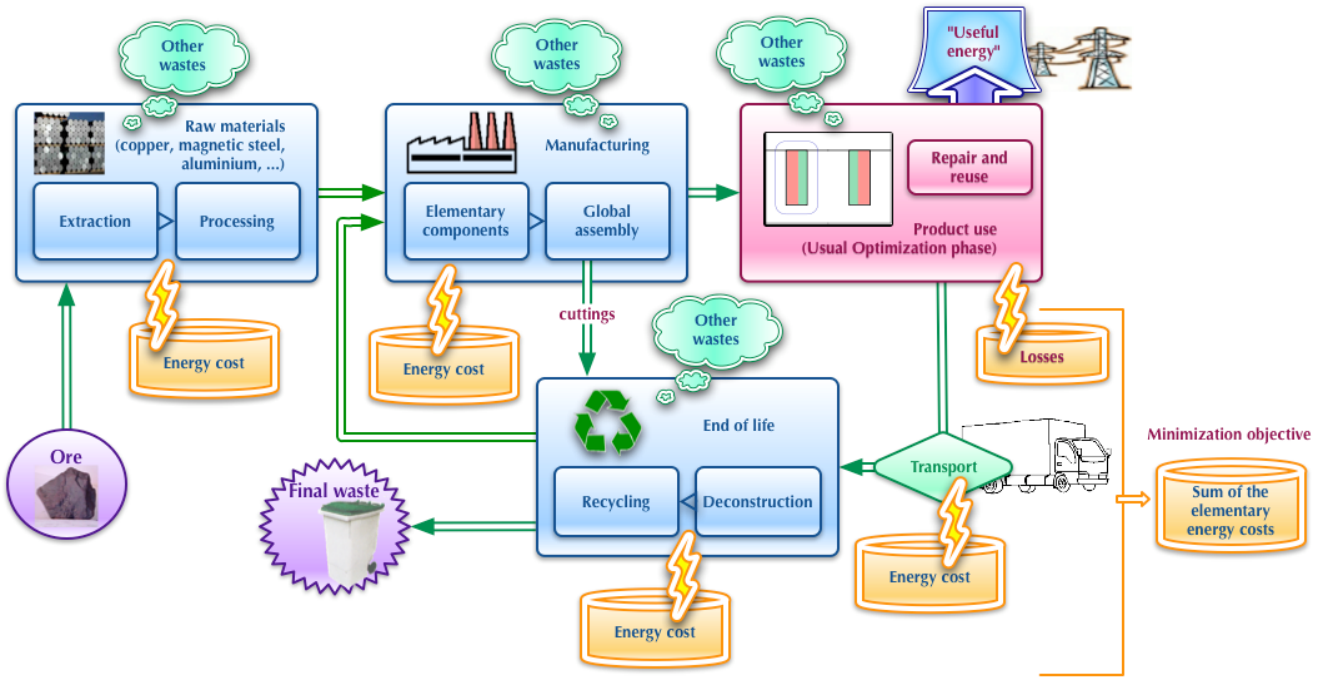 Other
wastes
Raw materials
(copper, magnetic steel,
aluminium, ...)
Extraction
Processing
Energy cost
Ore
Other
wastes
Manufacturing
Elementary
components
Global
assembly
Energy cost
cuttings
Other
wastes
"Useful
energy"
Repair and
reuse
Product use
(Usual Optimization phase)
Losses
Other
wastes
End of life
Recycling
Deconstruction
Energy cost
Final waste
Transport
Energy cost
Minimization objective
Sum of the
elementary
energy costs